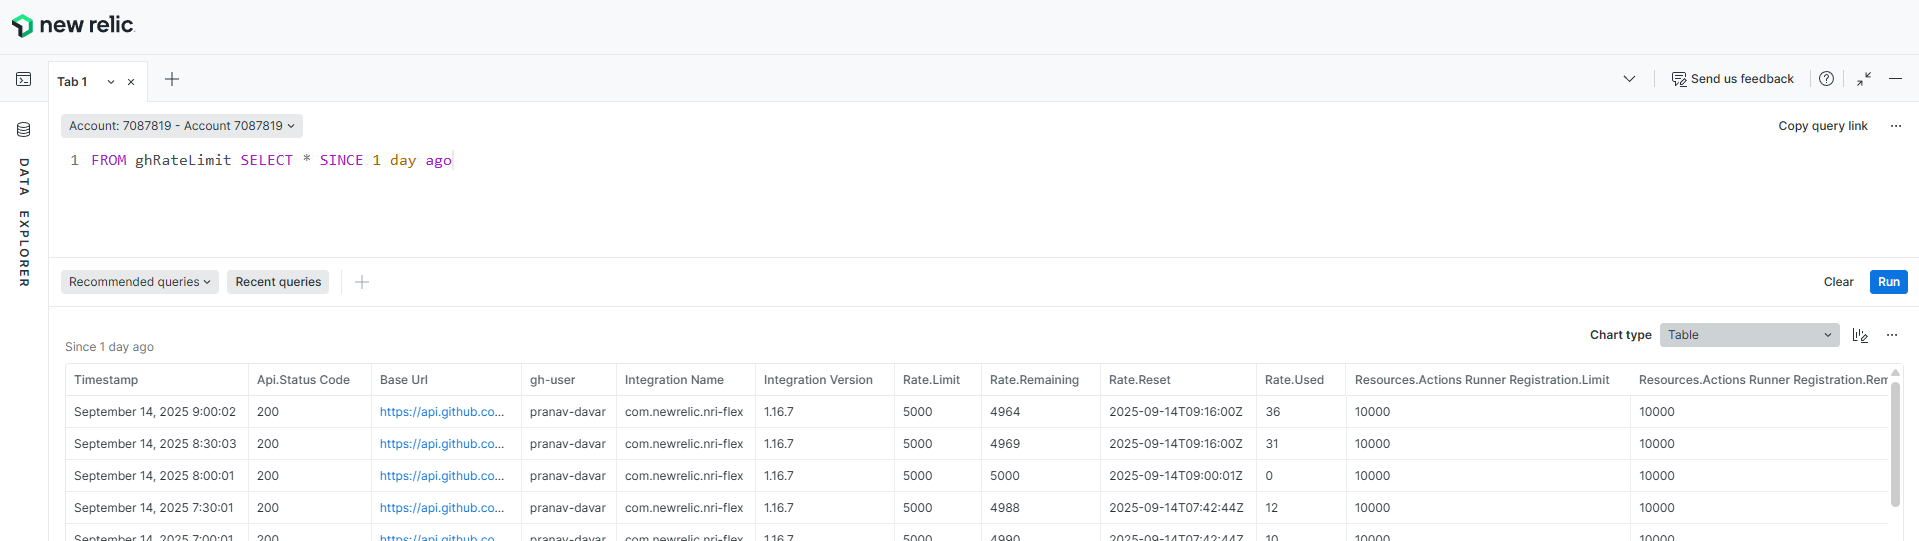 new relic
Tab 1
Send us feedback
Account: 7087819 - Account 7087819
Copy query link
1 FROM ghRateLimit SELECT * SINCE 1 day ago
DATA EXPLORER
Recommended queries
Recent queries
Clear
Run
Chart type
Table
Since 1 day ago
Timestamp Api.Status Code Base Url gh-user Integration Name Integration Version Rate.Limit Rate.Remaining Rate.Reset Rate.Used Resources.Actions Runner Registration.Limit Resources.Actions Runner Registration.Rem
September 14, 2025 9:00:02 200 https://api.github.co... pranav-davar com.newrelic.nri-flex 1.16.7 5000 4964 2025-09-14T09:16:00Z 36 10000 10000
September 14, 2025 8:30:03 200 https://api.github.co... pranav-davar com.newrelic.nri-flex 1.16.7 5000 4969 2025-09-14T09:16:00Z 31 10000 10000
September 14, 2025 8:00:01 200 https://api.github.co... pranav-davar com.newrelic.nri-flex 1.16.7 5000 5000 2025-09-14T09:00:01Z 0 10000 10000
September 14, 2025 7:30:01 200 https://api.github.co... pranav-davar com.newrelic.nri-flex 1.16.7 5000 4988 2025-09-14T07:42:44Z 12 10000 10000
September 14, 2025 7:00:01 200 https://api.github.co... pranav-davar com.newrelic.nri-flex 1.16.7 5000 4990 2025-09-14T07:42:44Z 10 10000 10000